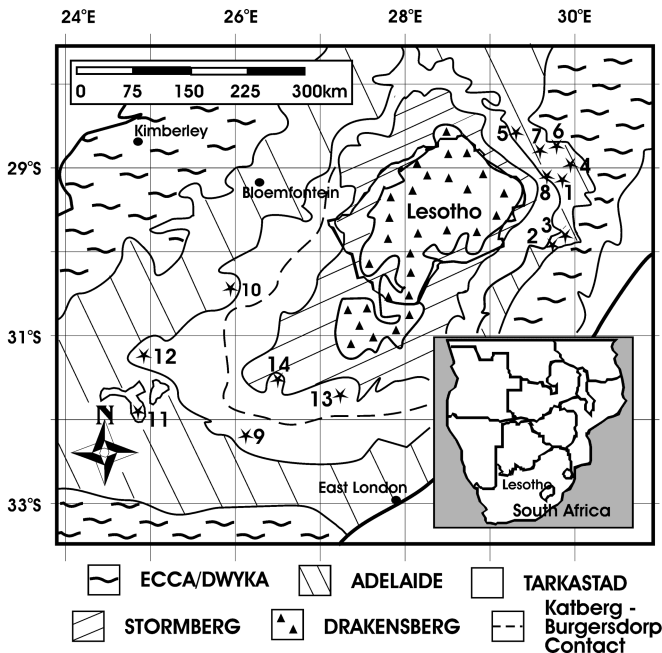 24°E 26°E 28°E 30°E
0 75 150 225 300km
Kimberley
5 7 6
29°S
4
Bloemfontein
8 1
Lesotho
3
2
10
31°S
12
14
13
N
11
9
East London
Lesotho
South Africa
33°S
ECCA/DWYKA ADELAIDE TARKASTAD
STORMBERG DRAKENSBERG Katberg -
Burgersdorp
Contact